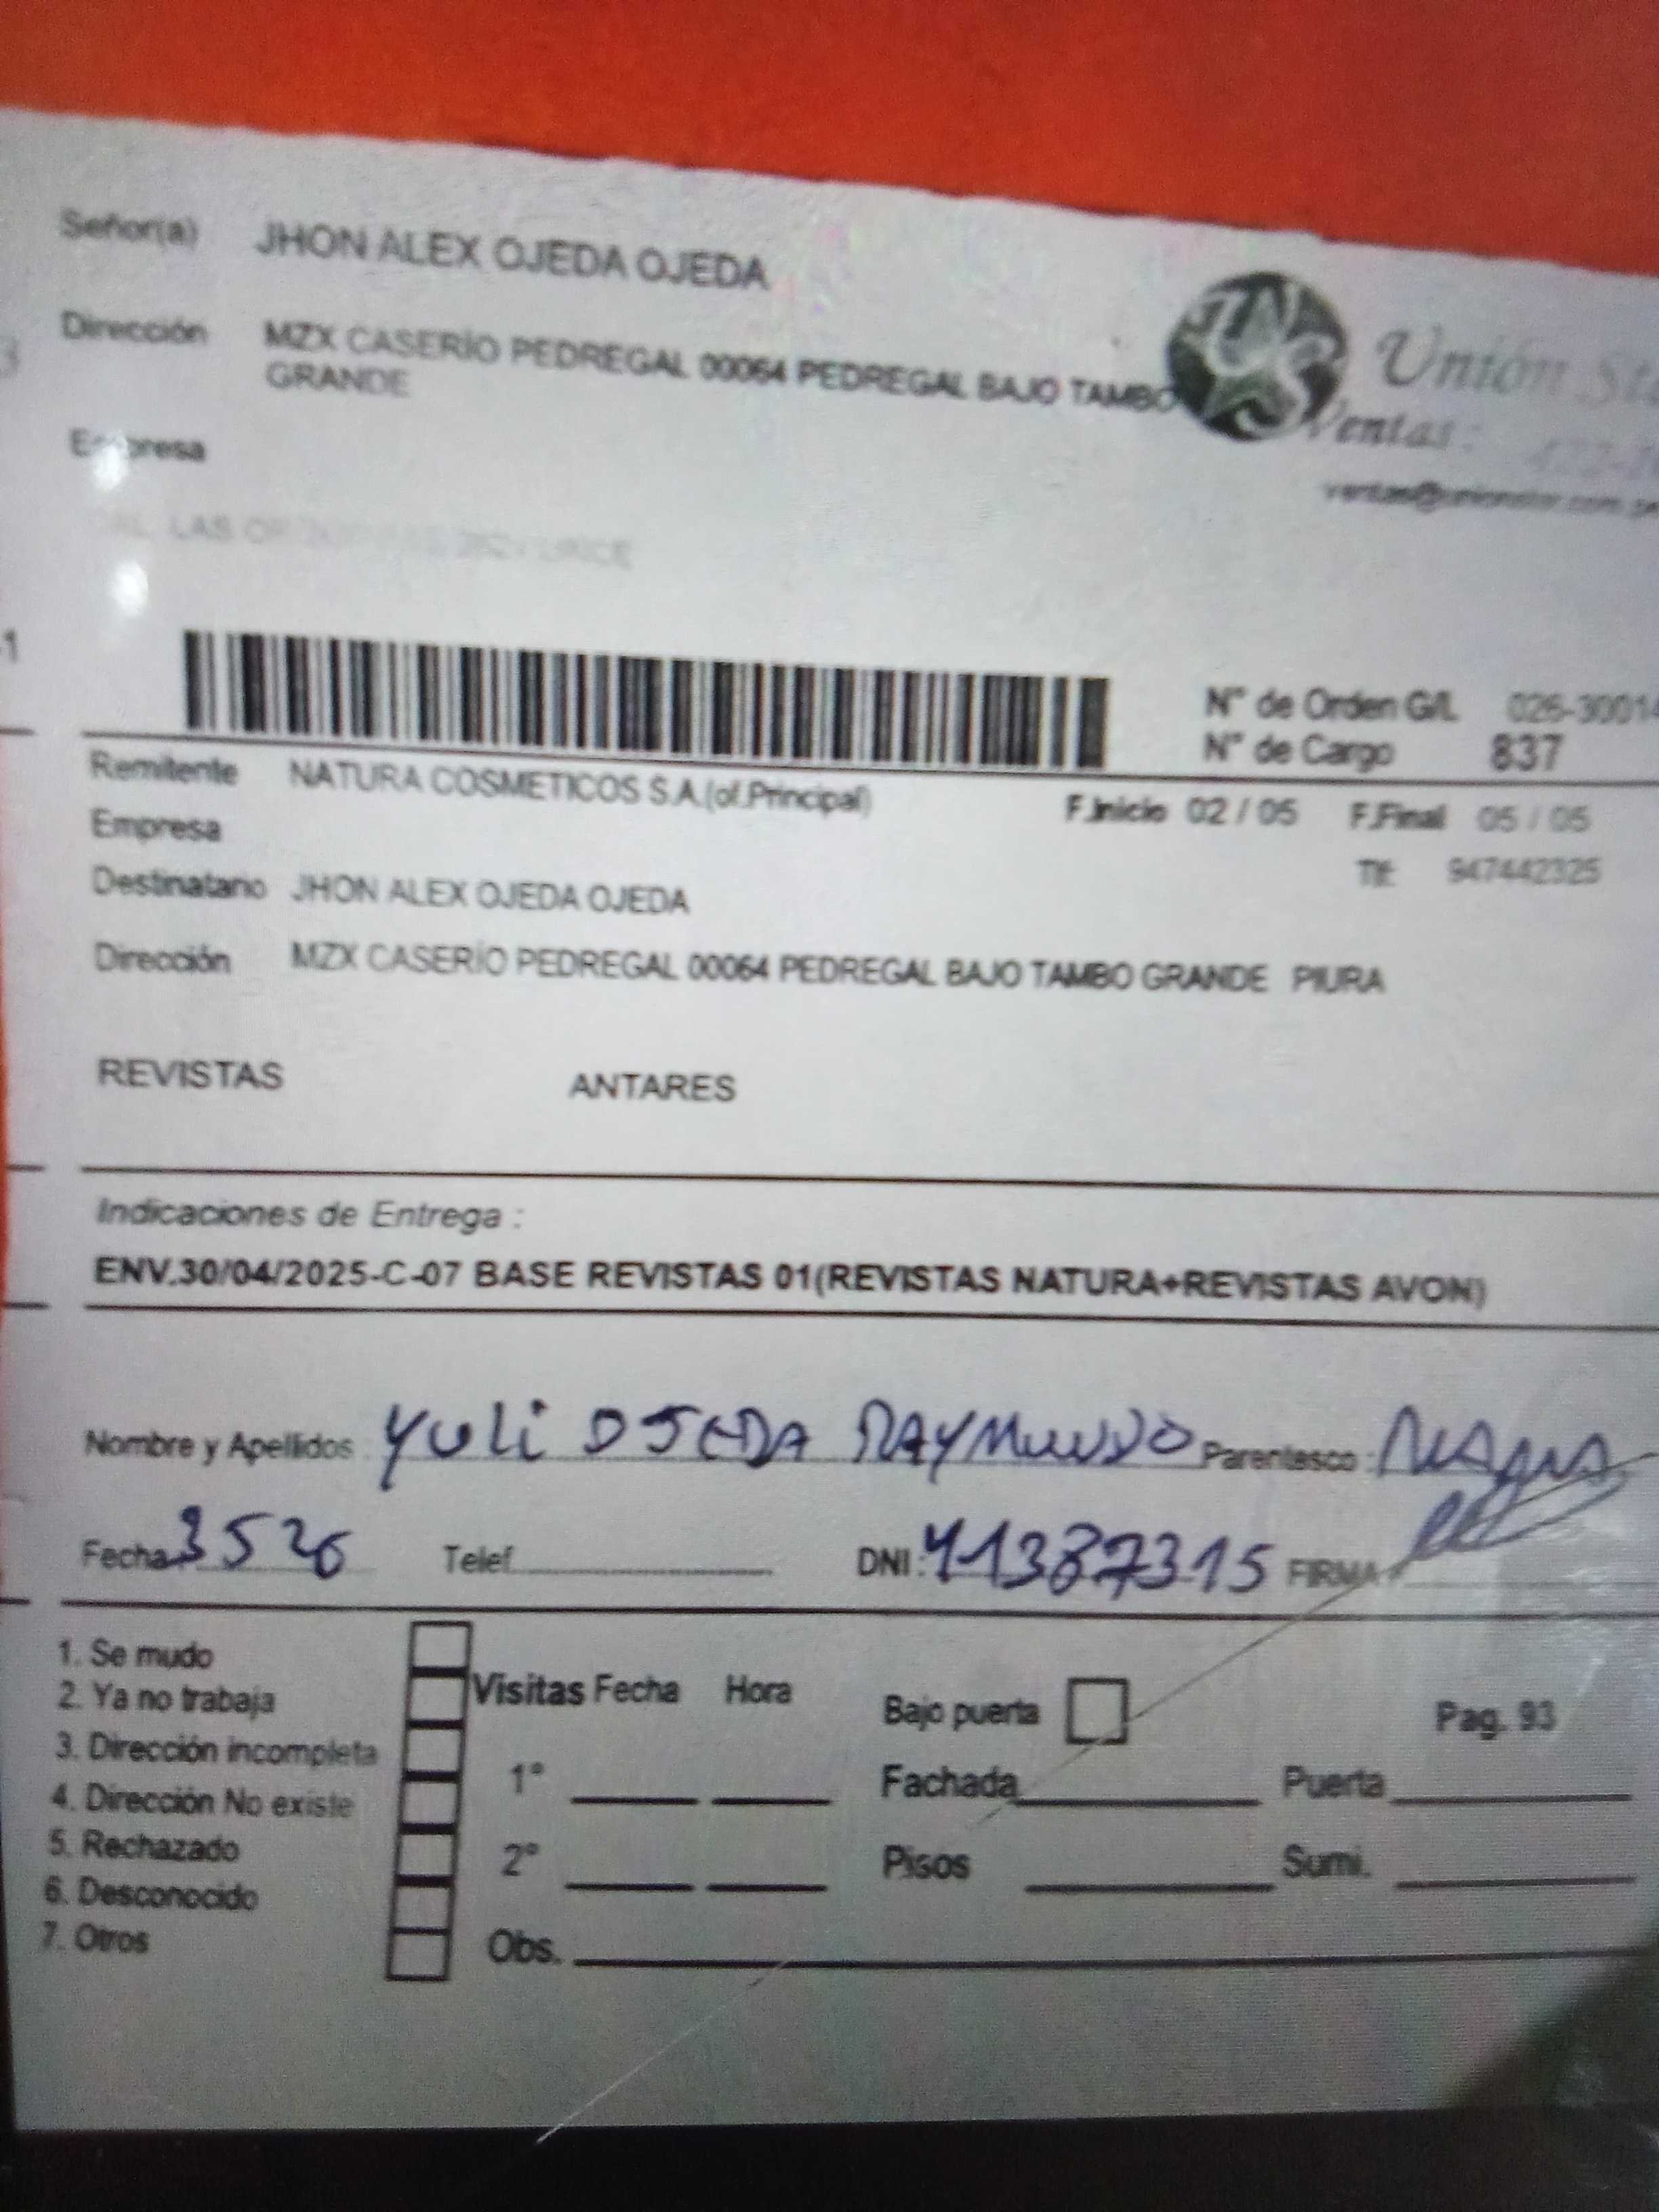 Señor(a) JHON ALEX OJEDA OJEDA
Dirección MZX CASERÍO PEDREGAL 00064 PEDREGAL BAJO TAMBO
GRANDE
Unión
Ventas:
Empresa
N° de Orden G/L 026-30014
N° de Cargo 837
Remitente NATURA COSMETICOS S.A.(of.Principal)
F.Inicio 02 / 05 F.Final 05 / 05
Empresa
Tlf: 947442325
Destinatario JHON ALEX OJEDA OJEDA
Dirección MZX CASERÍO PEDREGAL 00064 PEDREGAL BAJO TAMBO GRANDE PIURA
REVISTAS ANTARES
Indicaciones de Entrega :
ENV.30/04/2025-C-07 BASE REVISTAS 01(REVISTAS NATURA+REVISTAS AVON)
Nombre y Apellidos : YULi OJEDA RAYMUNDO Parentesco :
Fecha 3 5 26 Telef. DNI: 41387315 FIRMA
1. Se mudo
2. Ya no trabaja
3. Dirección incompleta
4. Dirección No existe
5. Rechazado
6. Desconocido
7. Otros
Visitas Fecha Hora
1°
2°
Obs.
Bajo puerta Pag. 93
Fachada Puerta
Pisos Sumi.